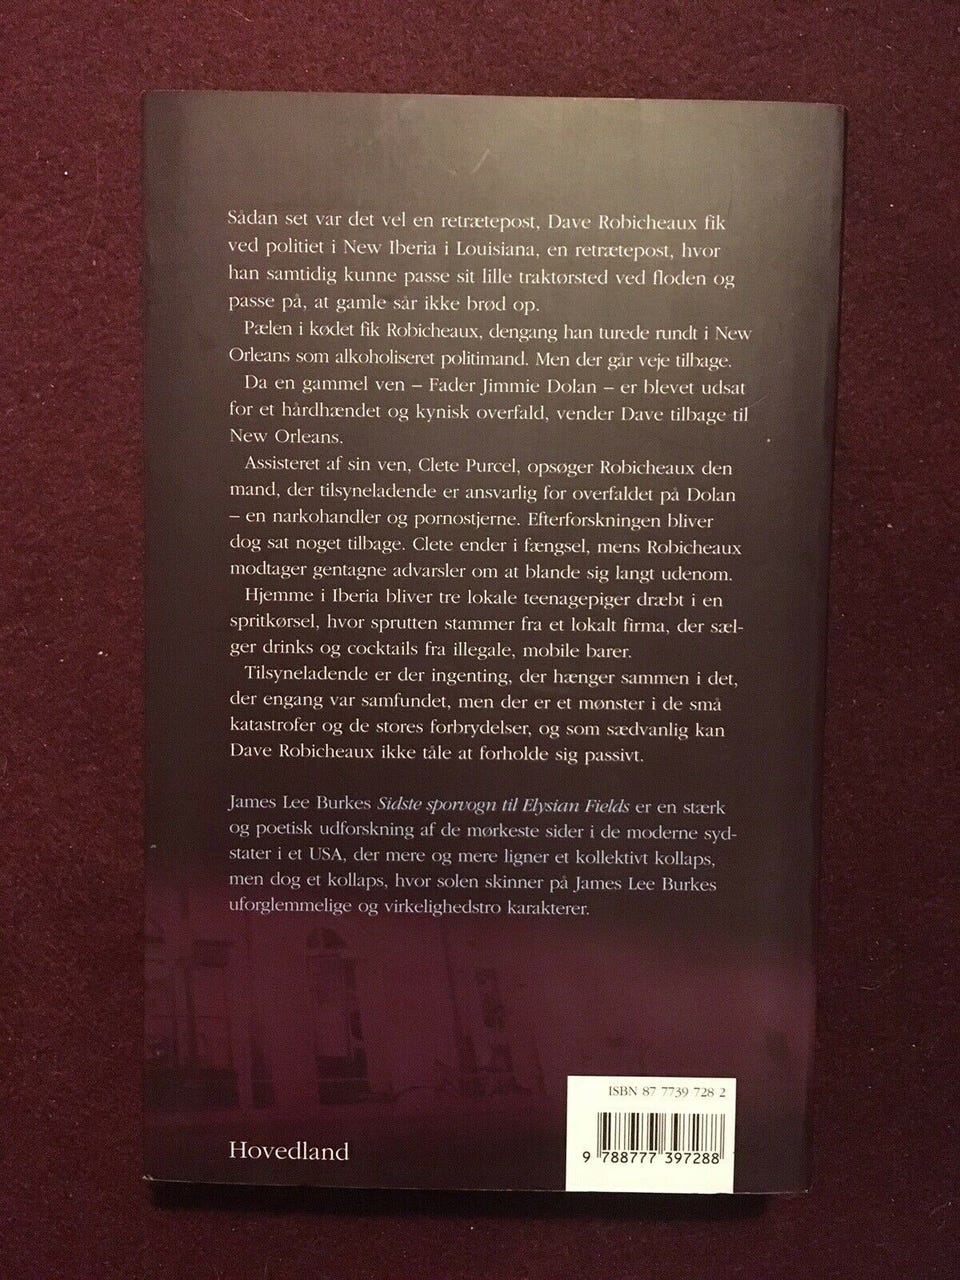 Sådan set var det vel en retrætepost, Dave Robicheaux fik
ved politiet i New Iberia i Louisiana, en retrætepost, hvor
han samtidig kunne passe sit lille traktørsted ved floden og
passe på, at gamle sår ikke brød op.
Pælen i kødet fik Robicheaux, dengang han turede rundt i New
Orleans som alkoholiseret politimand. Men der går veje tilbage.
Da en gammel ven – Fader Jimmie Dolan – er blevet udsat
for et hårdhændet og kynisk overfald, vender Dave tilbage til
New Orleans.
Assisteret af sin ven, Clete Purcel, opsøger Robicheaux den
mand, der tilsyneladende er ansvarlig for overfaldet på Dolan
– en narkohandler og pornostjerne. Efterforskningen bliver
dog sat noget tilbage. Clete ender i fængsel, mens Robicheaux
modtager gentagne advarsler om at blande sig langt udenom.
Hjemme i Iberia bliver tre lokale teenagepiger dræbt i en
spritkørsel, hvor sprutten stammer fra et lokalt firma, der sæl-
ger drinks og cocktails fra illegale, mobile barer.
Tilsyneladende er der ingenting, der hænger sammen i det,
der engang var samfundet, men der er et mønster i de små
katastrofer og de stores forbrydelser, og som sædvanlig kan
Dave Robicheaux ikke tåle at forholde sig passivt.
James Lee Burkes Sidste sporvogn til Elysian Fields er en stærk
og poetisk udforskning af de mørkeste sider i de moderne syd-
stater i et USA, der mere og mere ligner et kollektivt kollaps,
men dog et kollaps, hvor solen skinner på James Lee Burkes
uforglemmelige og virkelighedstro karakterer.
ISBN 87 7739 728 2
9 788777 397288
Hovedland